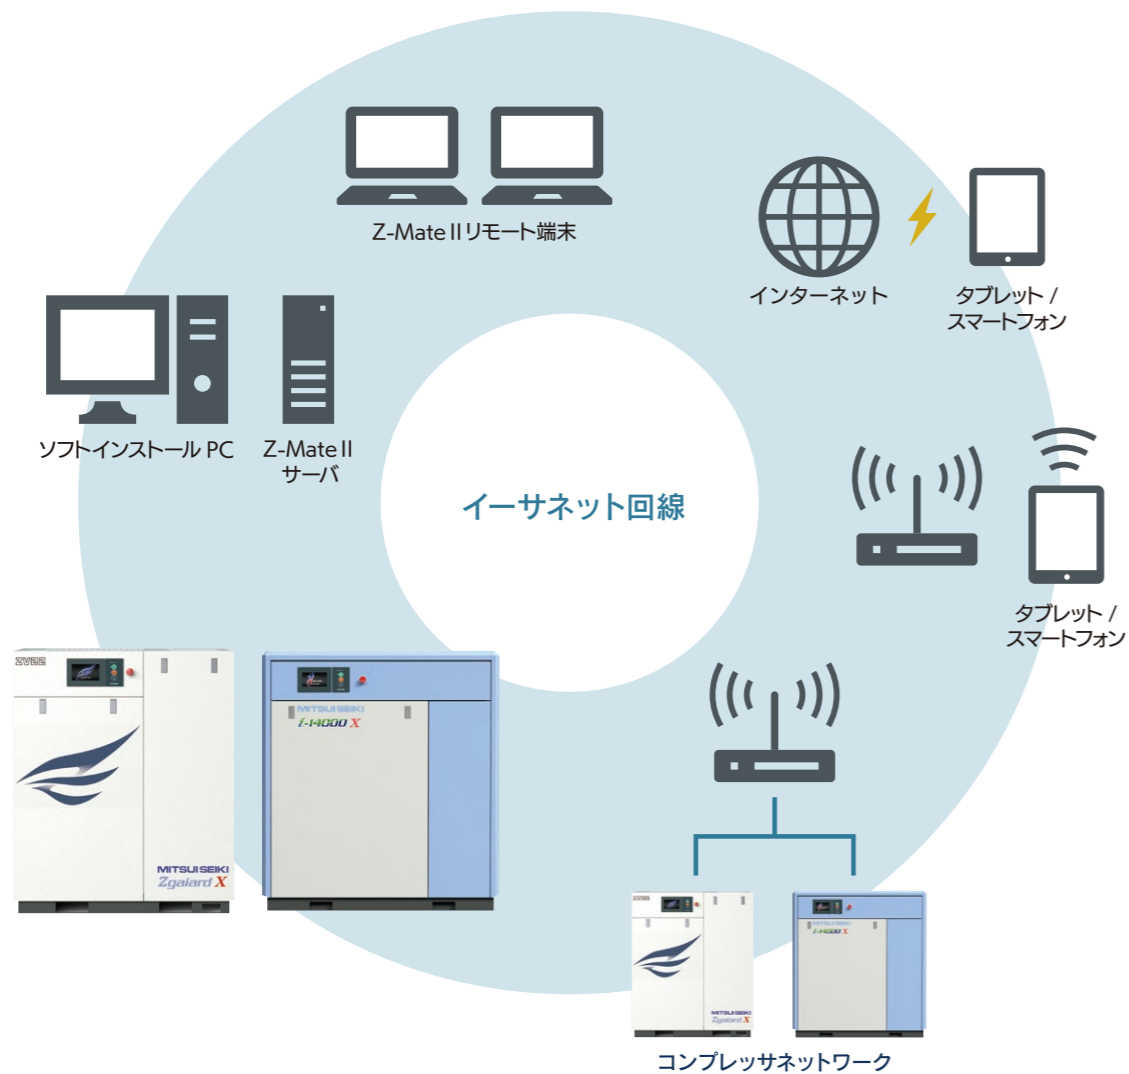 Z-Mate IIリモート端末
インターネット
タブレット /
スマートフォン
ソフトインストール PC
Z-Mate II
サーバ
イーサネット回線
タブレット /
スマートフォン
ZV22
MITSUI SEIKI
Zgaiard X
MITSUI SEIKI
i-14000 X
MITSUI SEIKI
Zgaiard X
MITSUI SEIKI
i-14000 X
コンプレッサネットワーク